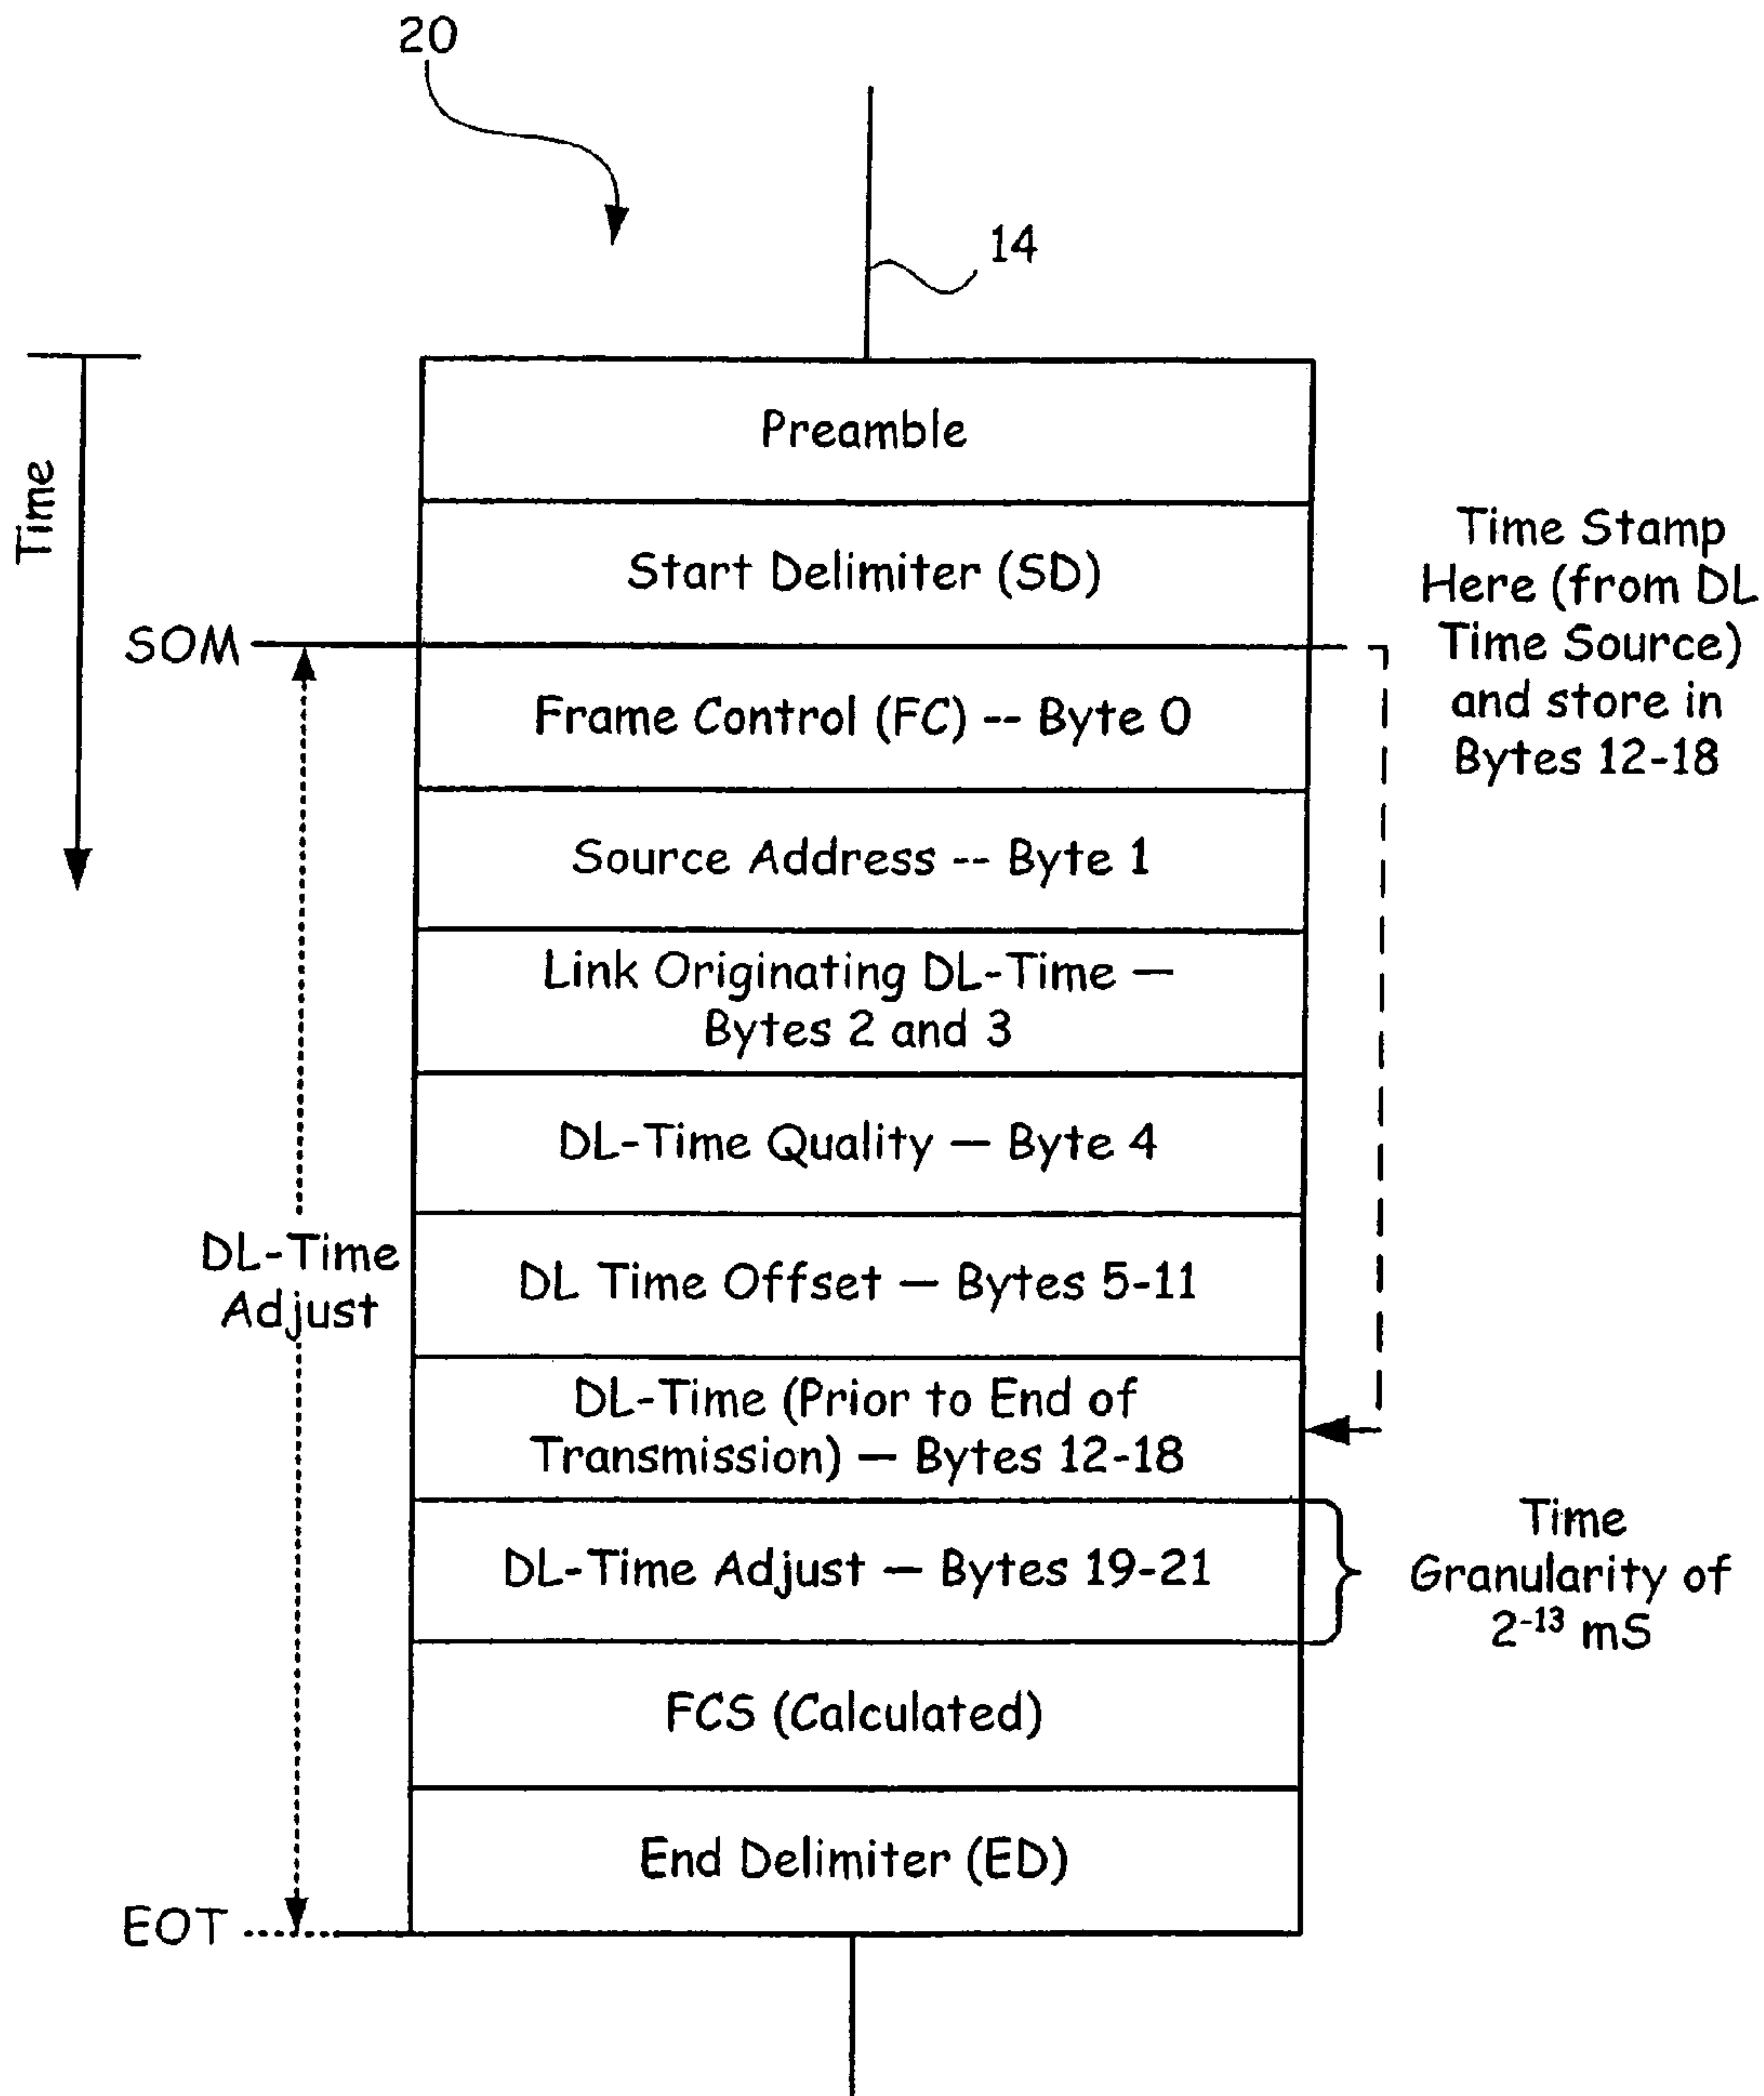 20
14
Time
Preamble
Start Delimiter (SD)
SOM
Time Stamp
Here (from DL
Time Source)
and store in
Bytes 12-18
Frame Control (FC) -- Byte 0
Source Address -- Byte 1
Link Originating DL-Time —
Bytes 2 and 3
DL-Time Quality — Byte 4
DL-Time
Adjust
DL Time Offset — Bytes 5-11
DL-Time (Prior to End of
Transmission) — Bytes 12-18
DL-Time Adjust — Bytes 19-21
Time
Granularity of
2⁻¹³ mS
FCS (Calculated)
End Delimiter (ED)
EOT